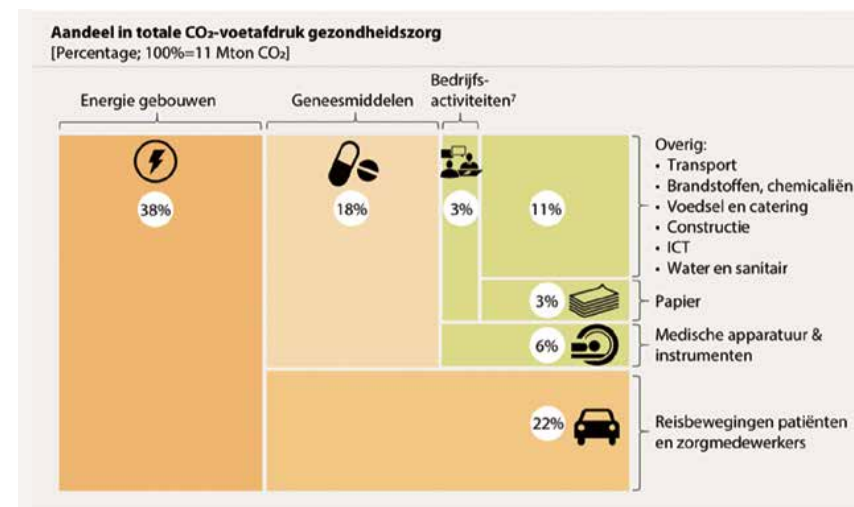 Aandeel in totale CO₂-voetafdruk gezondheidszorg
[Percentage; 100%=11 Mton CO₂]
Energie gebouwen
Geneesmiddelen
Bedrijfs-
activiteiten⁷
38%
18%
3%
11%
Overig:
• Transport
• Brandstoffen, chemicaliën
• Voedsel en catering
• Constructie
• ICT
• Water en sanitair
3%
Papier
6%
Medische apparatuur &
instrumenten
22%
Reisbewegingen patiënten
en zorgmedewerkers